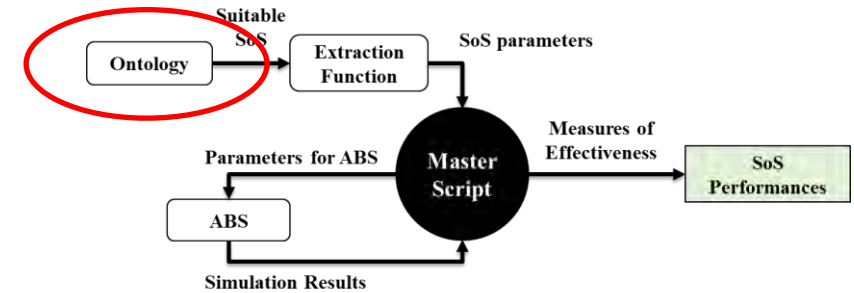 Suitable
SoS
Ontology
Extraction
Function
SoS parameters
Measures of
Effectiveness
Parameters for ABS
Master
Script
SoS
Performances
ABS
Simulation Results